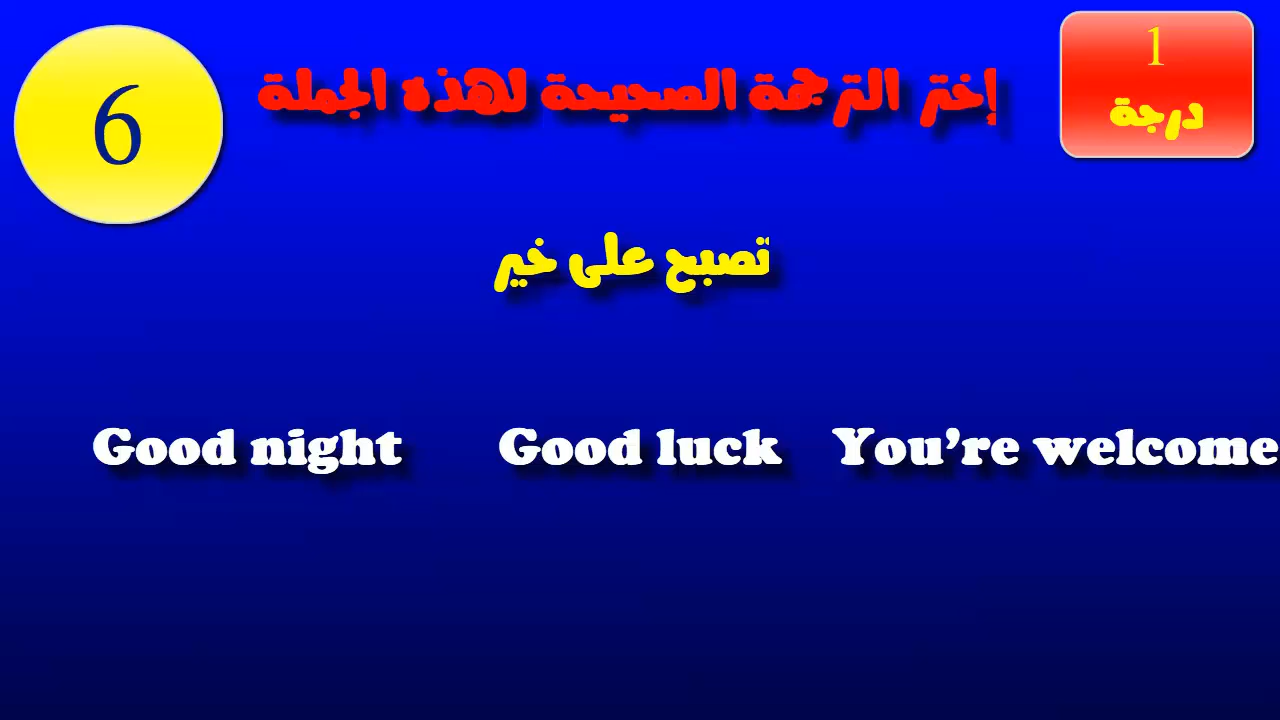 1
درجة
6
إختر الترجمة الصحيحة لهذه الجملة
تصبح على خير
Good night Good luck You're welcome